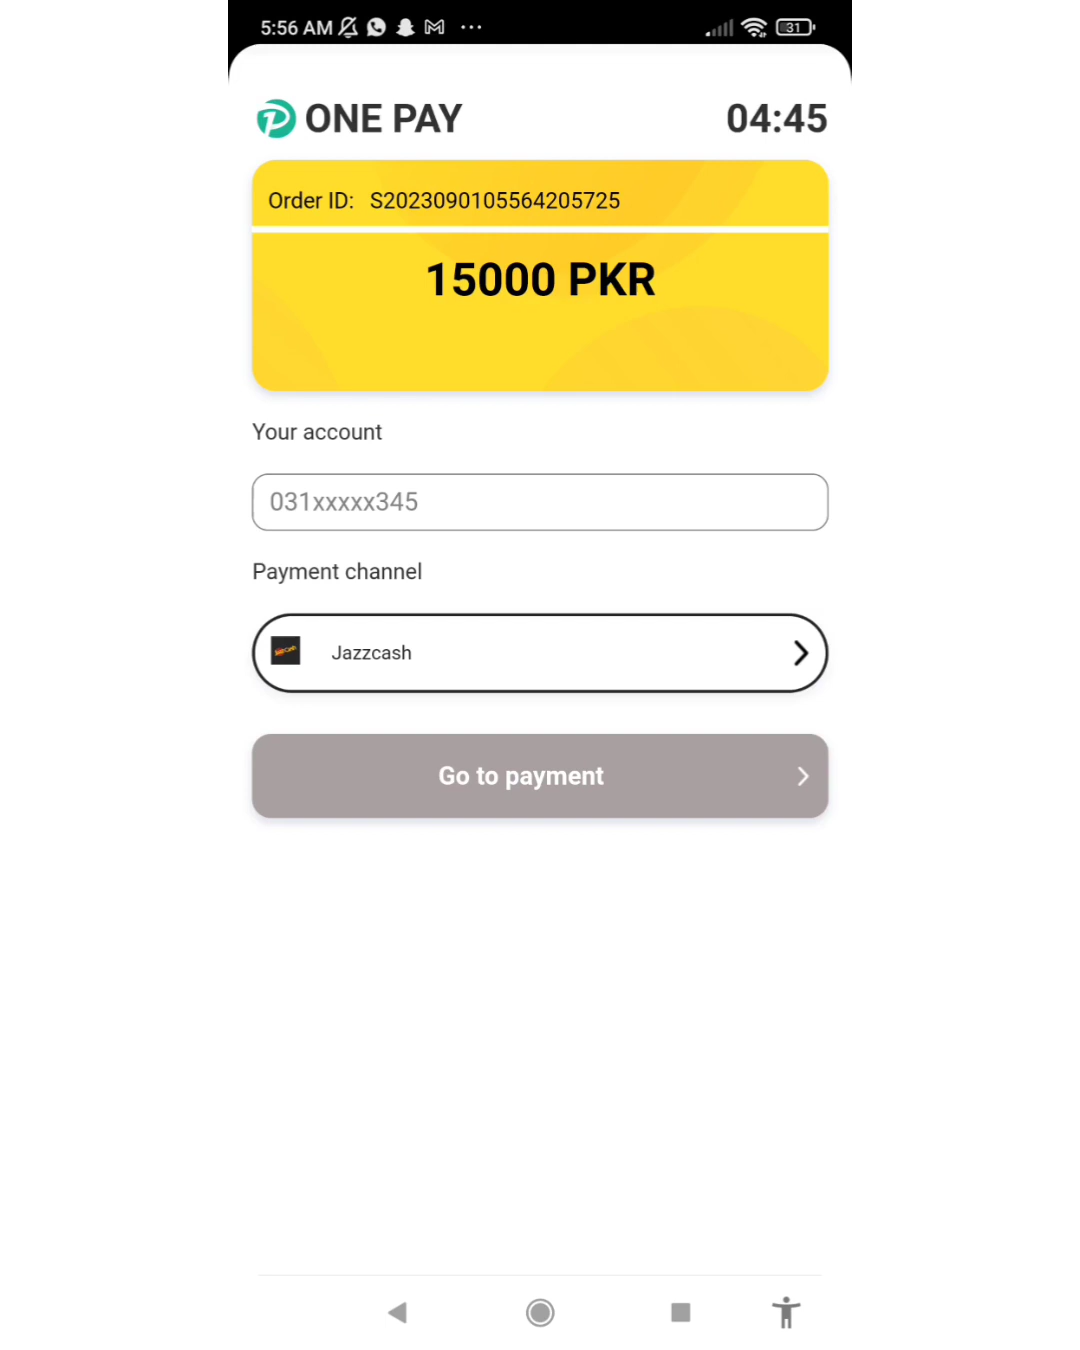 5:56 AM ... 31
ONE PAY 04:45
Order ID: S2023090105564205725
15000 PKR
Your account
031xxxxx345
Payment channel
Jazzcash
Go to payment